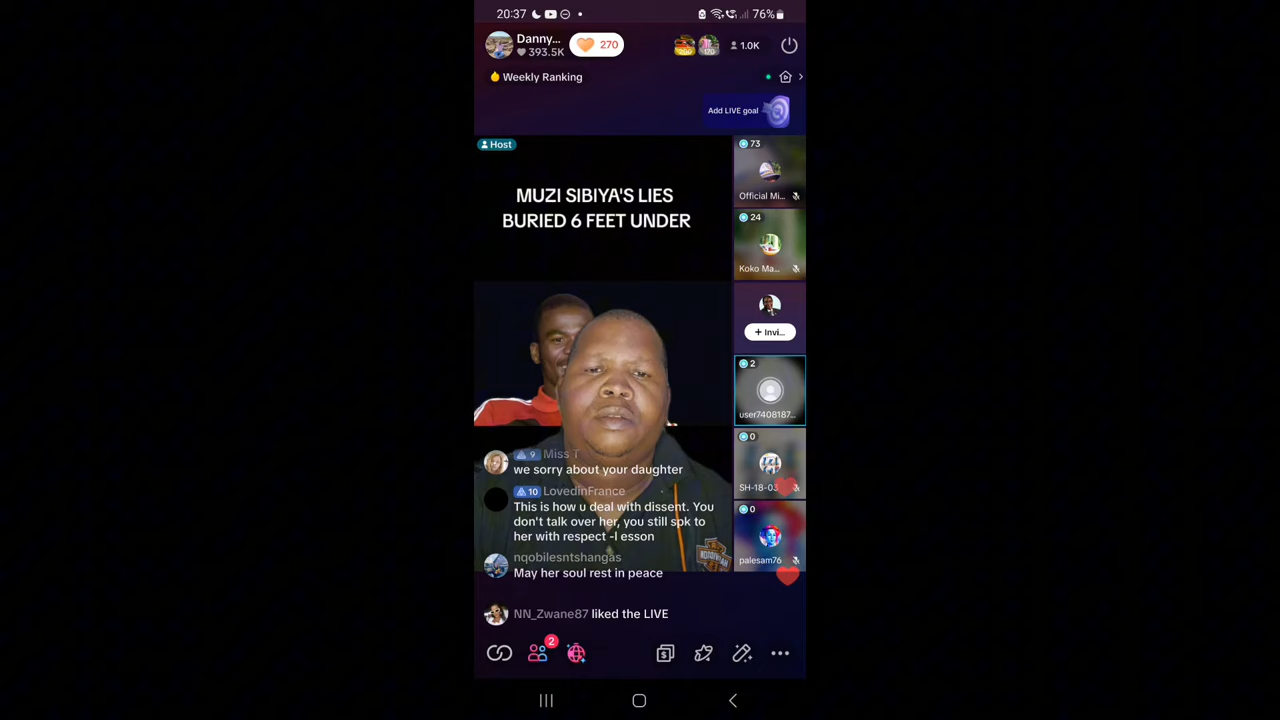 20:37
76%
Danny...
393.5K
270
200
170
1.0K
Weekly Ranking
Add LIVE goal
Host
MUZI SIBIYA'S LIES
BURIED 6 FEET UNDER
73
Official Mi...
24
Koko Ma...
+ Invi...
2
user7408187...
0
SH-18-03
0
palesam76
9 Miss T
we sorry about your daughter
10 LovedinFrance
This is how u deal with dissent. You
don't talk over her, you still spk to
her with respect -l esson
nqobilesntshangas
May her soul rest in peace
NN_Zwane87 liked the LIVE
2